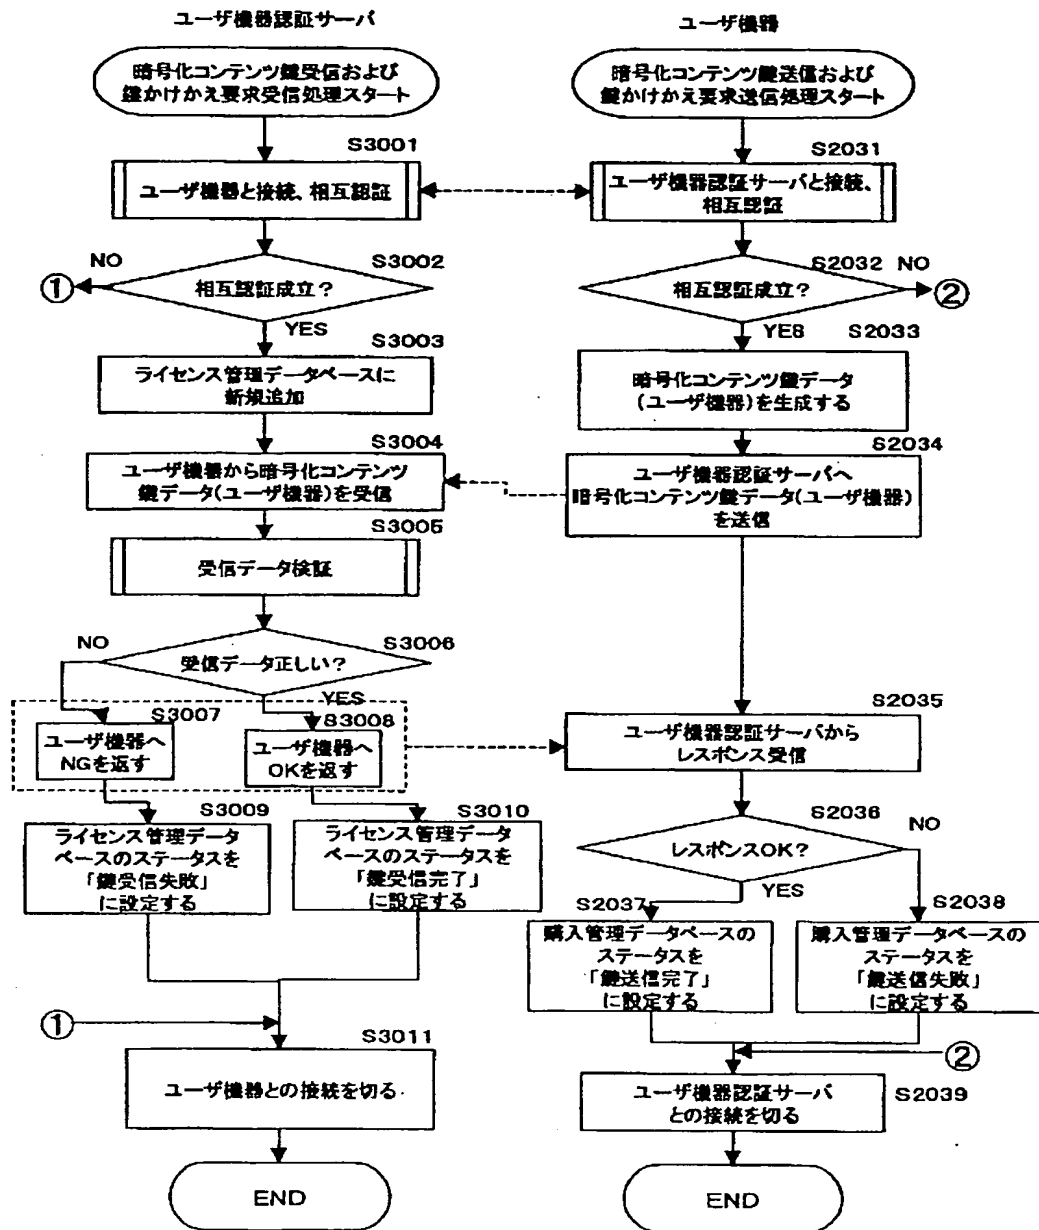 ユーザ機器認証サーバ
暗号化コンテンツ鍵受信および
鍵かけかえ要求受信処理スタート
S3001
ユーザ機器と接続、相互認証
NO
S3002
①
相互認証成立?
YES
S3003
ライセンス管理データベースに
新規追加
S3004
ユーザ機器から暗号化コンテンツ
鍵データ(ユーザ機器)を受信
S3005
受信データ検証
NO
S3006
受信データ正しい?
YES
S3007
ユーザ機器へ
NGを返す
S3008
ユーザ機器へ
OKを返す
S3009
ライセンス管理データ
ベースのステータスを
「鍵受信失敗」
に設定する
S3010
ライセンス管理データ
ベースのステータスを
「鍵受信完了」
に設定する
①
S3011
ユーザ機器との接続を切る
END
ユーザ機器
暗号化コンテンツ鍵送信および
鍵かけかえ要求送信処理スタート
S2031
ユーザ機器認証サーバと接続、
相互認証
S2032
NO
相互認証成立?
②
YES
S2033
暗号化コンテンツ鍵データ
(ユーザ機器)を生成する
S2034
ユーザ機器認証サーバへ
暗号化コンテンツ鍵データ(ユーザ機器)
を送信
S2035
ユーザ機器認証サーバから
レスポンス受信
S2036
NO
レスポンスOK?
YES
S2037
購入管理データベースの
ステータスを
「鍵送信完了」
に設定する
S2038
購入管理データベースの
ステータスを
「鍵送信失敗」
に設定する
②
ユーザ機器認証サーバ
との接続を切る
S2039
END